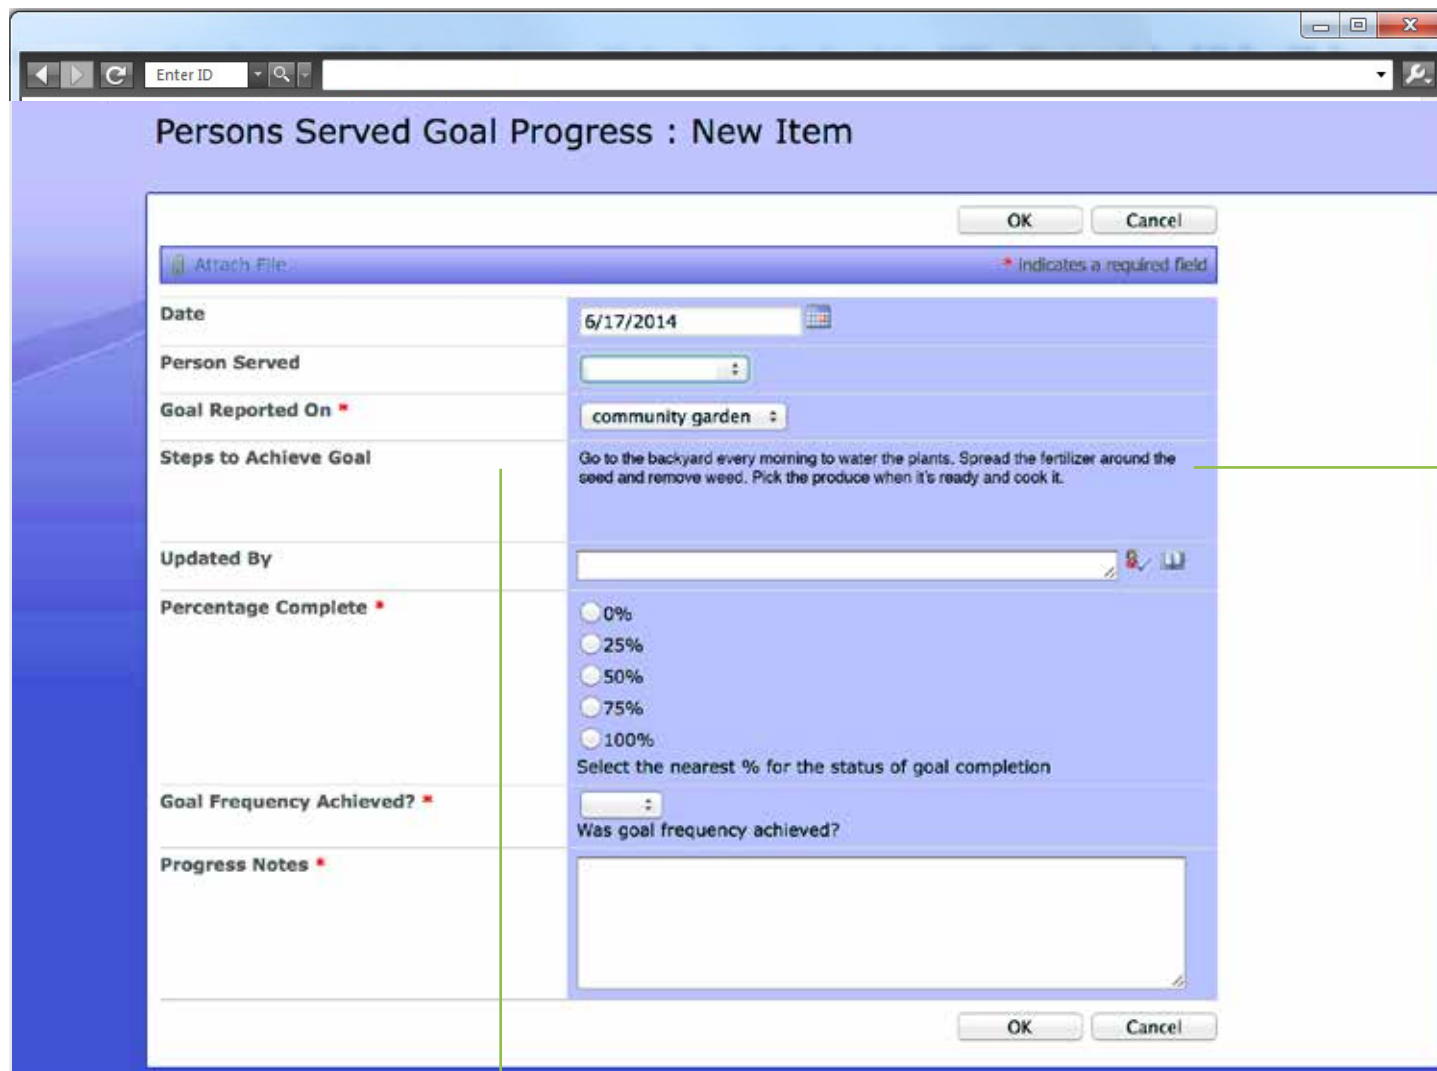 Enter ID
Persons Served Goal Progress : New Item
OK Cancel
Attach File * indicates a required field
Date 6/17/2014
Person Served
Goal Reported On * community garden
Steps to Achieve Goal Go to the backyard every morning to water the plants. Spread the fertilizer around the
seed and remove weed. Pick the produce when it's ready and cook it.
Updated By
Percentage Complete * 0%
25%
50%
75%
100%
Select the nearest % for the status of goal completion
Goal Frequency Achieved? *
Was goal frequency achieved?
Progress Notes *
OK Cancel